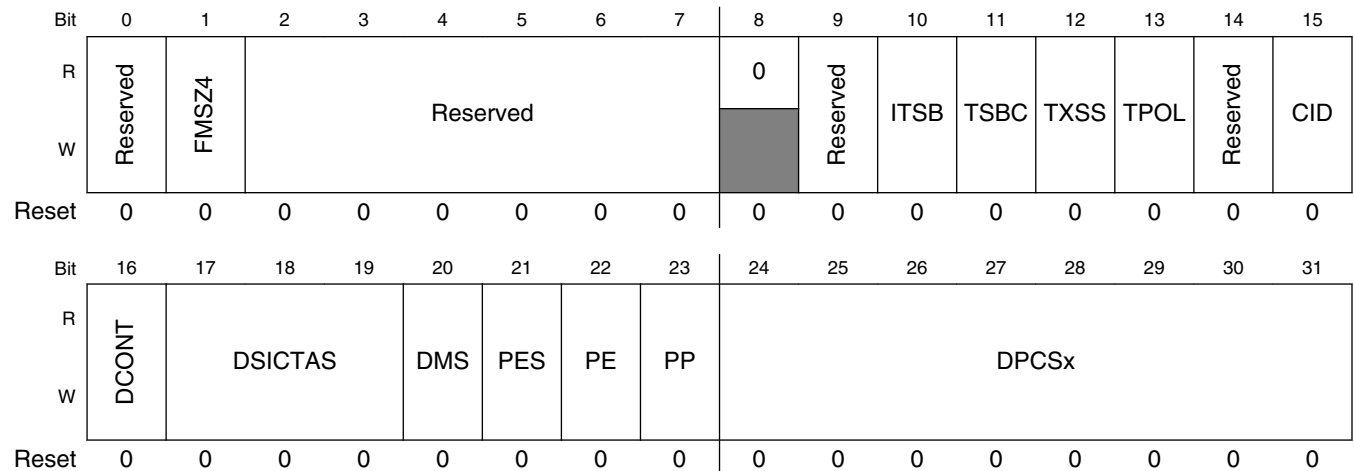 Bit 0 1 2 3 4 5 6 7 8 9 10 11 12 13 14 15
R Reserved FMSZ4 Reserved 0 Reserved ITSB TSBC TXSS TPOL Reserved CID
W
Reset 0 0 0 0 0 0 0 0 0 0 0 0 0 0 0 0
Bit 16 17 18 19 20 21 22 23 24 25 26 27 28 29 30 31
R DCONT DSICTAS DMS PES PE PP DPCSx
W
Reset 0 0 0 0 0 0 0 0 0 0 0 0 0 0 0 0